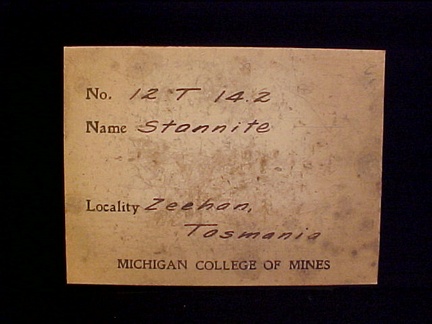 No. 12 T 14.2
Name Stannite
Locality Zeehan,
Tasmania
MICHIGAN COLLEGE OF MINES